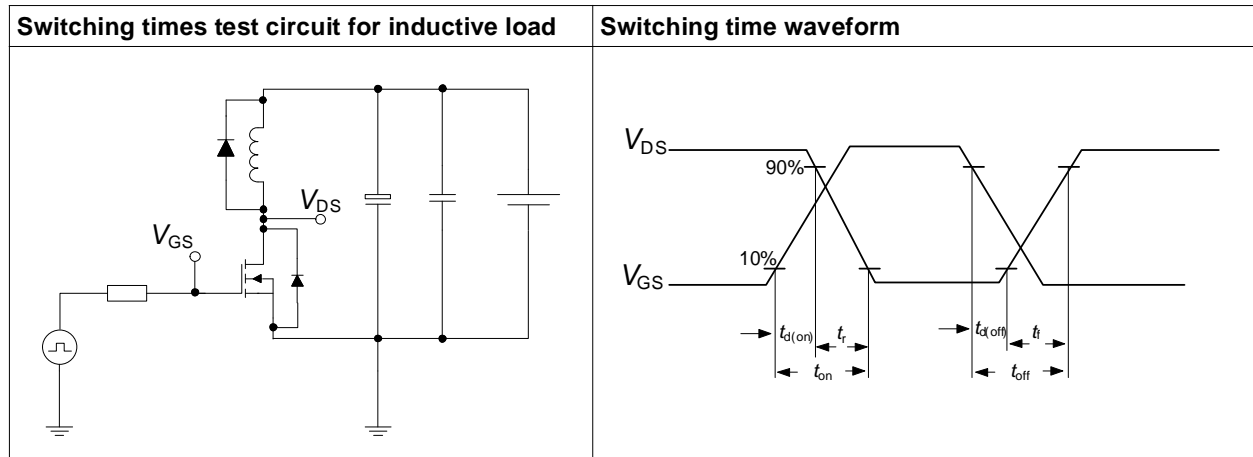 Switching times test circuit for inductive load
Switching time waveform
VDS
VGS
VDS
90%
10%
VGS
td(on)
tr
td(off)
tf
ton
toff